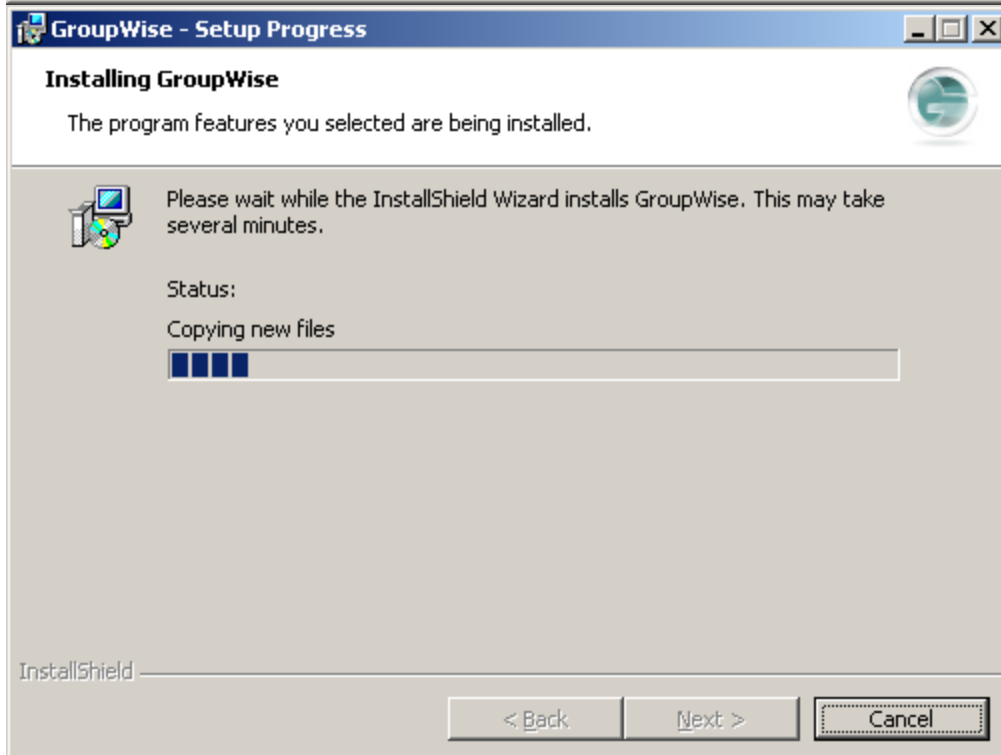 GroupWise - Setup Progress
Installing GroupWise
The program features you selected are being installed.
Please wait while the InstallShield Wizard installs GroupWise. This may take
several minutes.
Status:
Copying new files
InstallShield
< Back
Next >
Cancel